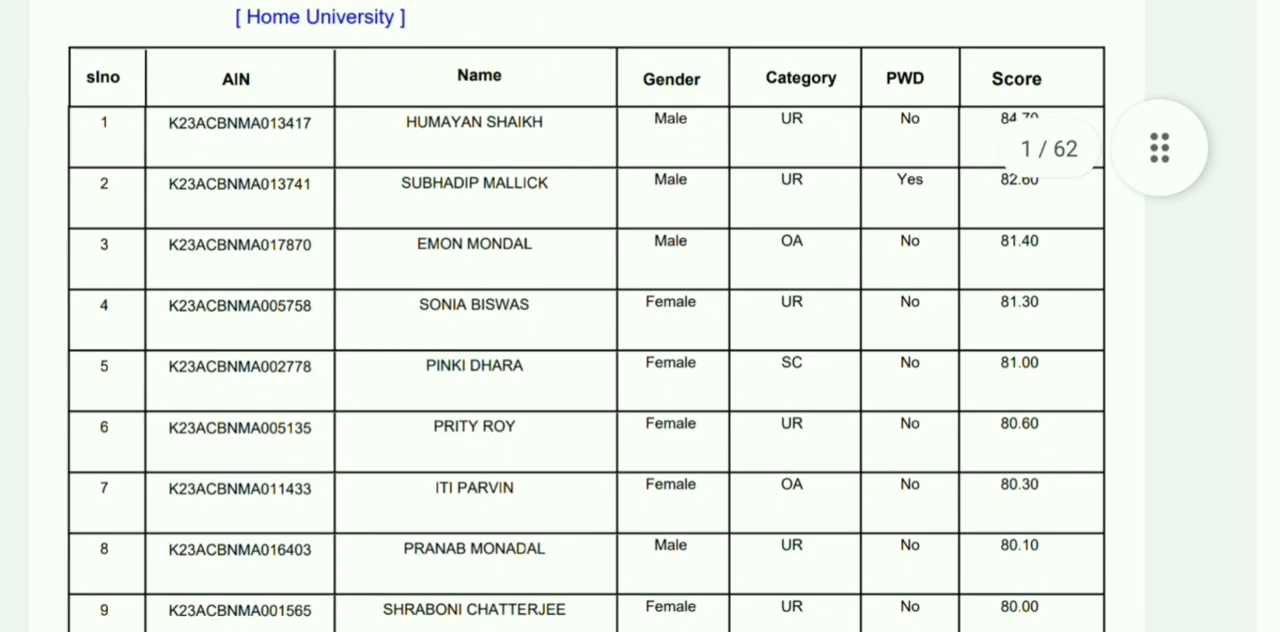 [ Home University ]
slno AIN Name Gender Category PWD Score
1 K23ACBNMA013417 HUMAYAN SHAIKH Male UR No 84.70
1 / 62
2 K23ACBNMA013741 SUBHADIP MALLICK Male UR Yes 82.60
3 K23ACBNMA017870 EMON MONDAL Male OA No 81.40
4 K23ACBNMA005758 SONIA BISWAS Female UR No 81.30
5 K23ACBNMA002778 PINKI DHARA Female SC No 81.00
6 K23ACBNMA005135 PRITY ROY Female UR No 80.60
7 K23ACBNMA011433 ITI PARVIN Female OA No 80.30
8 K23ACBNMA016403 PRANAB MONADAL Male UR No 80.10
9 K23ACBNMA001565 SHRABONI CHATTERJEE Female UR No 80.00